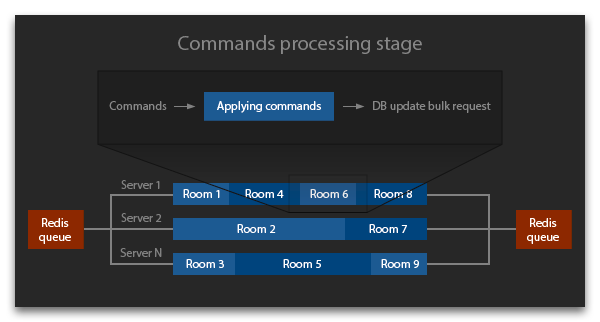 Commands processing stage
Commands
Applying commands
DB update bulk request
Server 1
Room 1
Room 4
Room 6
Room 8
Redis
queue
Server 2
Room 2
Room 7
Redis
queue
Server N
Room 3
Room 5
Room 9